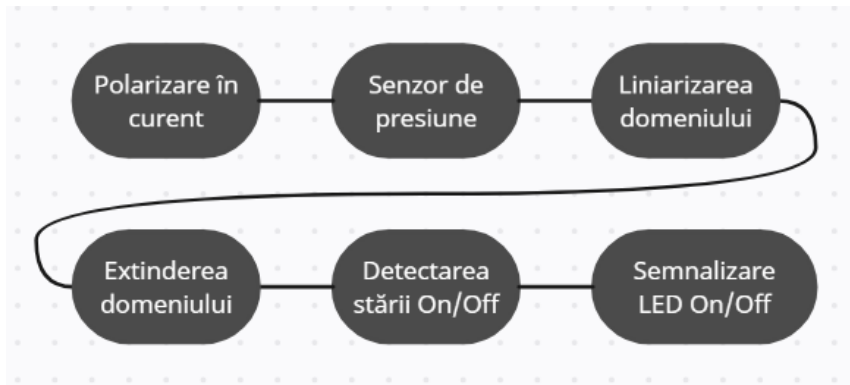 Polarizare în
curent
Senzor de
presiune
Liniarizarea
domeniului
Extinderea
domeniului
Detectarea
stării On/Off
Semnalizare
LED On/Off